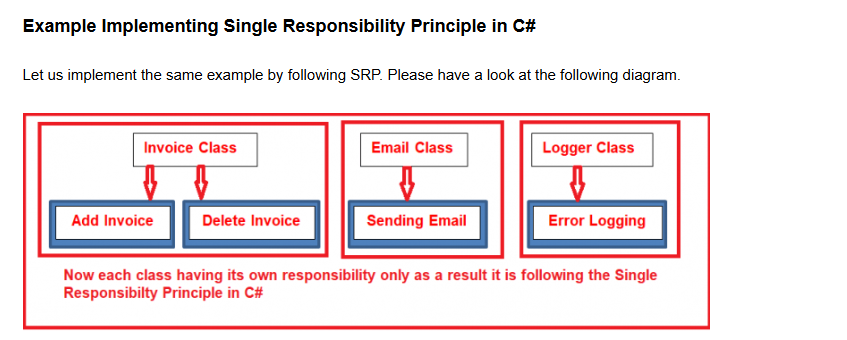 Example Implementing Single Responsibility Principle in C#
Let us implement the same example by following SRP. Please have a look at the following diagram.
Invoice Class
Add Invoice
Delete Invoice
Email Class
Sending Email
Logger Class
Error Logging
Now each class having its own responsibility only as a result it is following the Single
Responsibilty Principle in C#